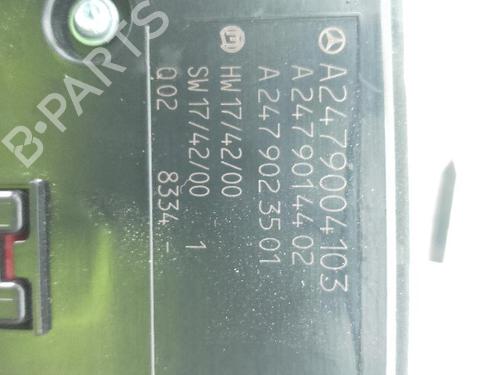 A2479004103
A 247 901 44 02
A 247 902 35 01
HW 17/42/00
SW 17/42/00 1
Q02 8334 -
B-PARTS